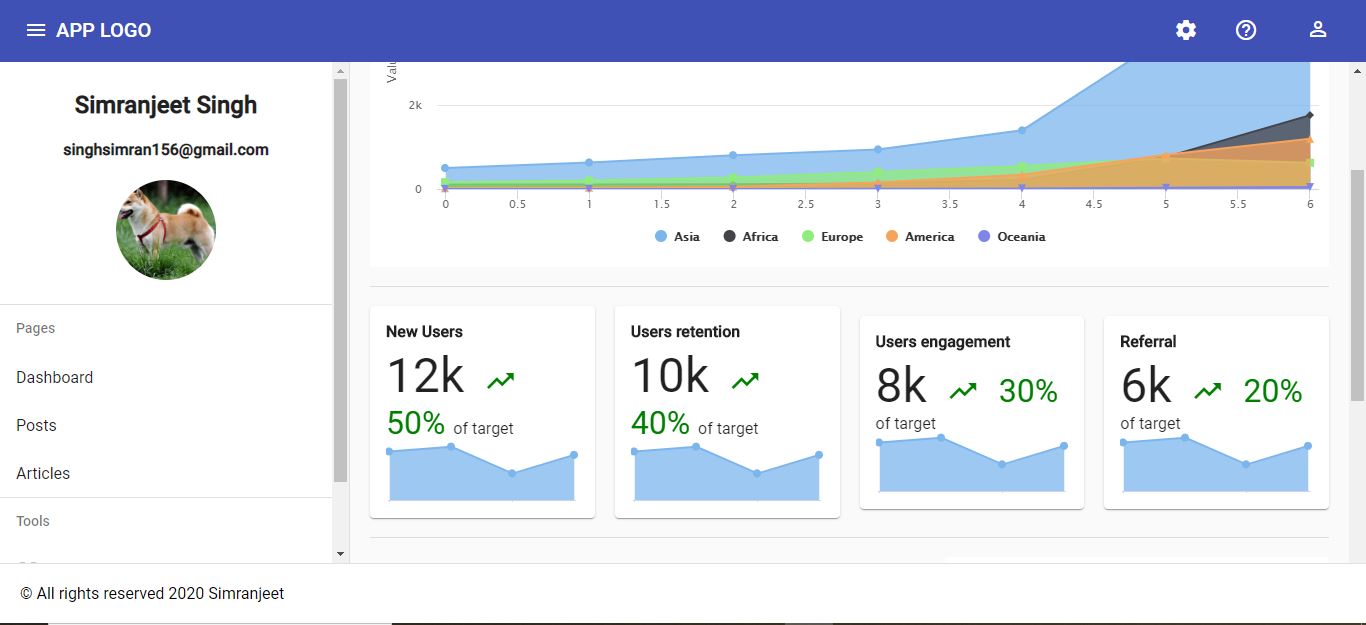 APP LOGO
Simranjeet Singh
singhsimran156@gmail.com
Pages
Dashboard
Posts
Articles
Tools
2k
0
0 0.5 1 1.5 2 2.5 3 3.5 4 4.5 5 5.5 6
Asia Africa Europe America Oceania
New Users
12k
50% of target
Users retention
10k
40% of target
Users engagement
8k 30%
of target
Referral
6k 20%
of target
© All rights reserved 2020 Simranjeet